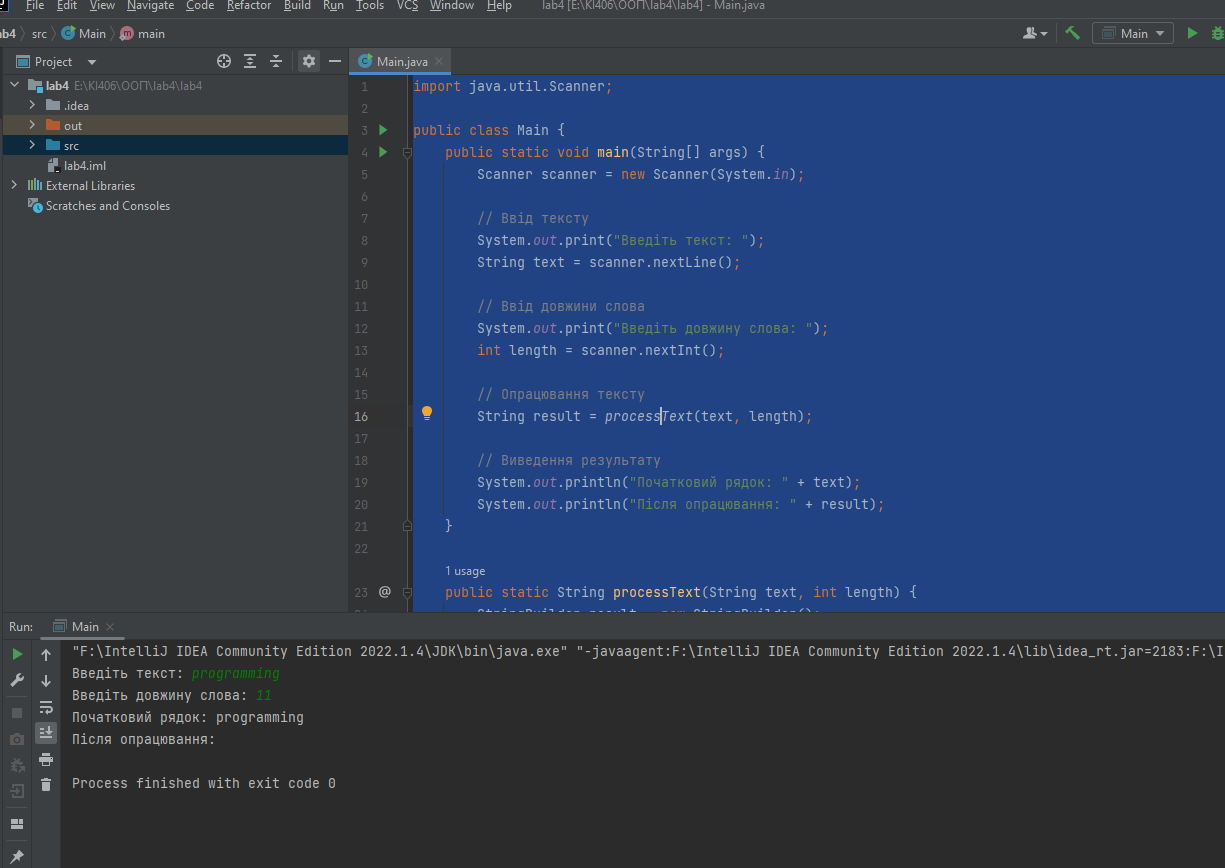 File Edit View Navigate Code Refactor Build Run Tools VCS Window Help lab4 [E:\KI406\ООП\lab4\lab4] - Main.java
ab4 src Main m main Main
Project Main.java
lab4 E:\KI406\ООП\lab4\lab4
.idea
out
src
lab4.iml
External Libraries
Scratches and Consoles
1 import java.util.Scanner;
2
3 public class Main {
4 public static void main(String[] args) {
5 Scanner scanner = new Scanner(System.in);
6
7 // Ввід тексту
8 System.out.print("Введіть текст: ");
9 String text = scanner.nextLine();
10
11 // Ввід довжини слова
12 System.out.print("Введіть довжину слова: ");
13 int length = scanner.nextInt();
14
15 // Опрацювання тексту
16 String result = processText(text, length);
17
18 // Виведення результату
19 System.out.println("Початковий рядок: " + text);
20 System.out.println("Після опрацювання: " + result);
21 }
22
1 usage
23 @ public static String processText(String text, int length) {
Run: Main
"F:\IntelliJ IDEA Community Edition 2022.1.4\JDK\bin\java.exe" "-javaagent:F:\IntelliJ IDEA Community Edition 2022.1.4\lib\idea_rt.jar=2183:F:\I
Введіть текст: programming
Введіть довжину слова: 11
Початковий рядок: programming
Після опрацювання:
Process finished with exit code 0